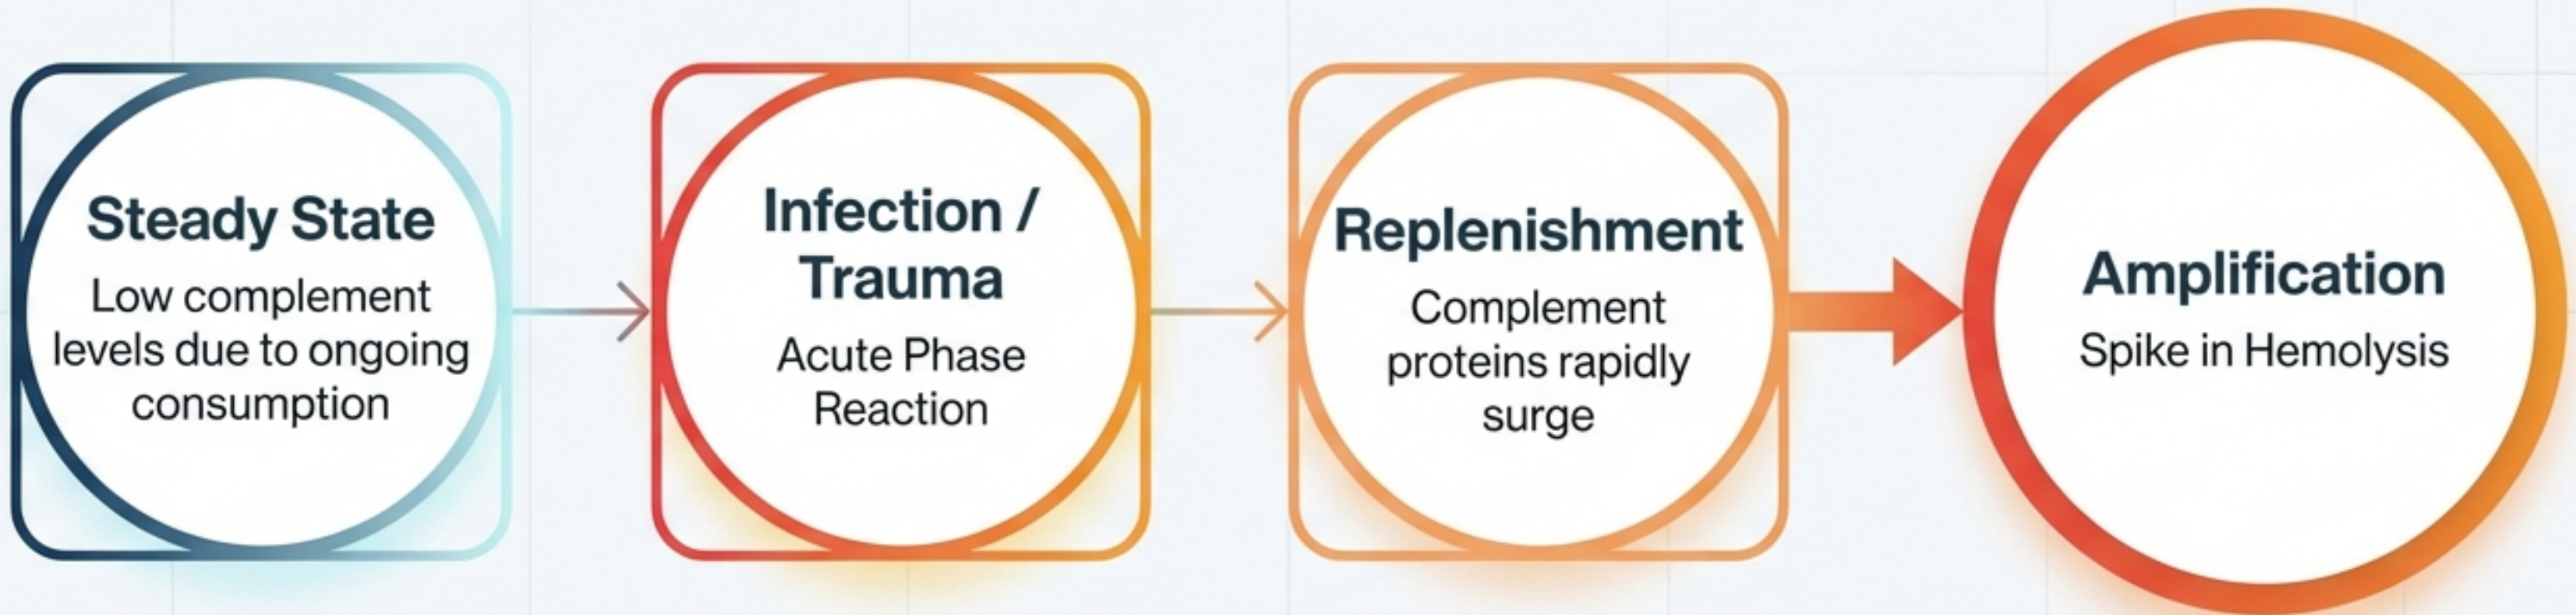 Steady State
Low complement
levels due to ongoing
consumption
Infection /
Trauma
Acute Phase
Reaction
Replenishment
Complement
proteins rapidly
surge
Amplification
Spike in Hemolysis